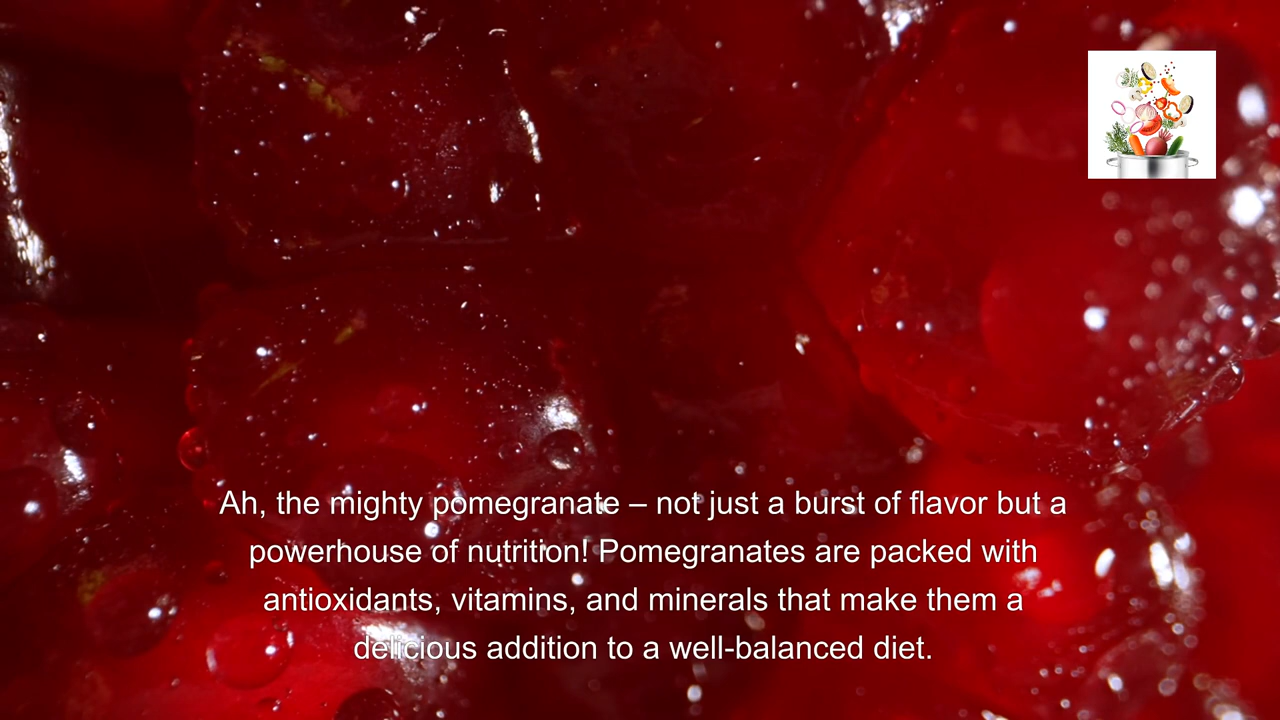 Ah, the mighty pomegranate – not just a burst of flavor but a
powerhouse of nutrition! Pomegranates are packed with
antioxidants, vitamins, and minerals that make them a
delicious addition to a well-balanced diet.